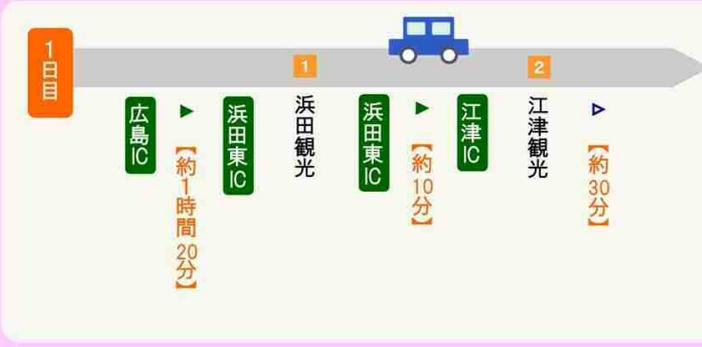 1日目
1
2
広島IC
▶
【約1時間20分】
浜田東IC
浜田観光
浜田東IC
▶
【約10分】
江津IC
江津観光
▷
【約30分】